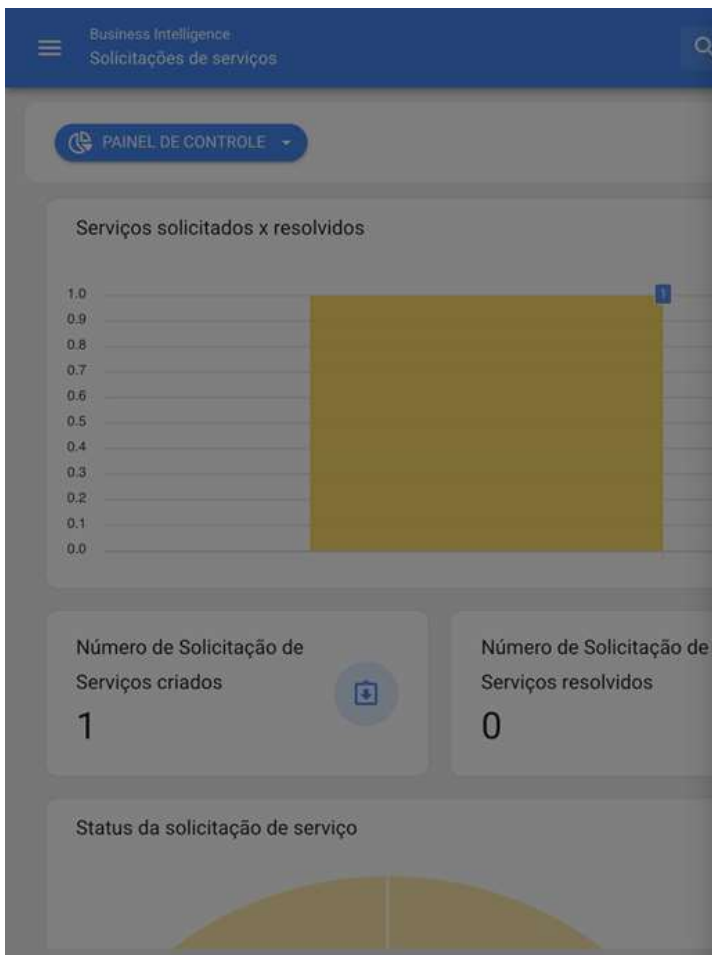 Business Intelligence
Solicitações de serviços
PAINEL DE CONTROLE
Serviços solicitados x resolvidos
1.0
1
0.9
0.8
0.7
0.6
0.5
0.4
0.3
0.2
0.1
0.0
Número de Solicitação de
Serviços criados
1
Número de Solicitação de
Serviços resolvidos
0
Status da solicitação de serviço